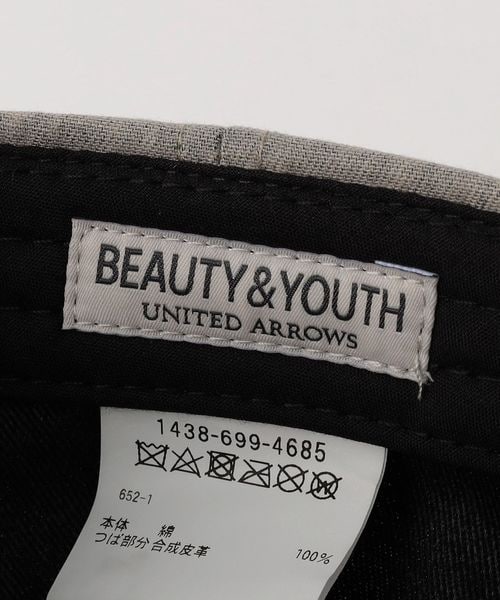 BEAUTY&YOUTH
UNITED ARROWS
1438-699-4685
652-1
本体 綿
つば部分 合成皮革 100%